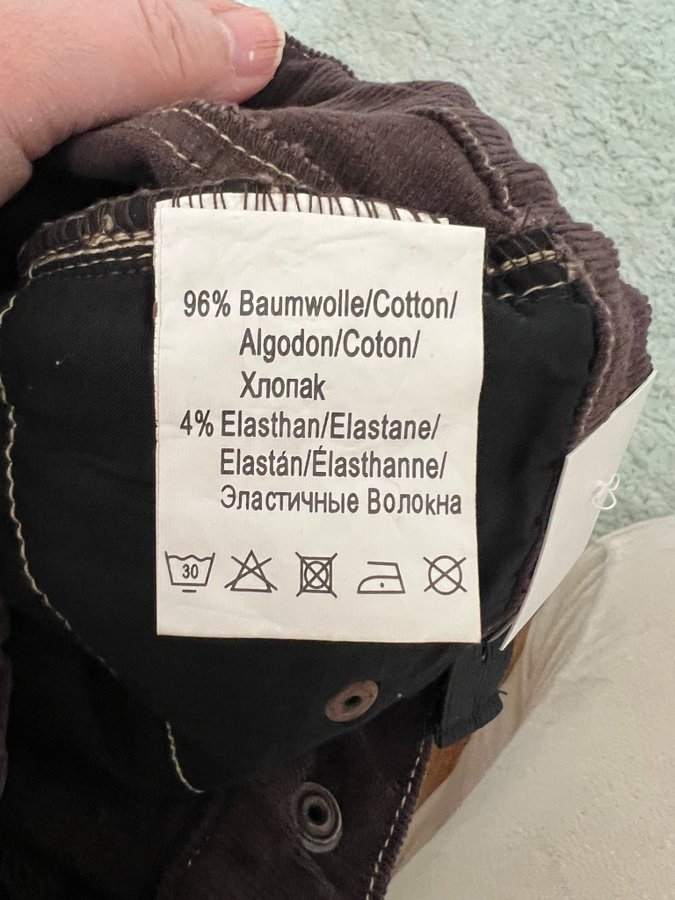 96% Baumwolle/Cotton/
Algodon/Coton/
Хлопак
4% Elasthan/Elastane/
Elastán/Élasthanne/
Эластичные Волокна
30